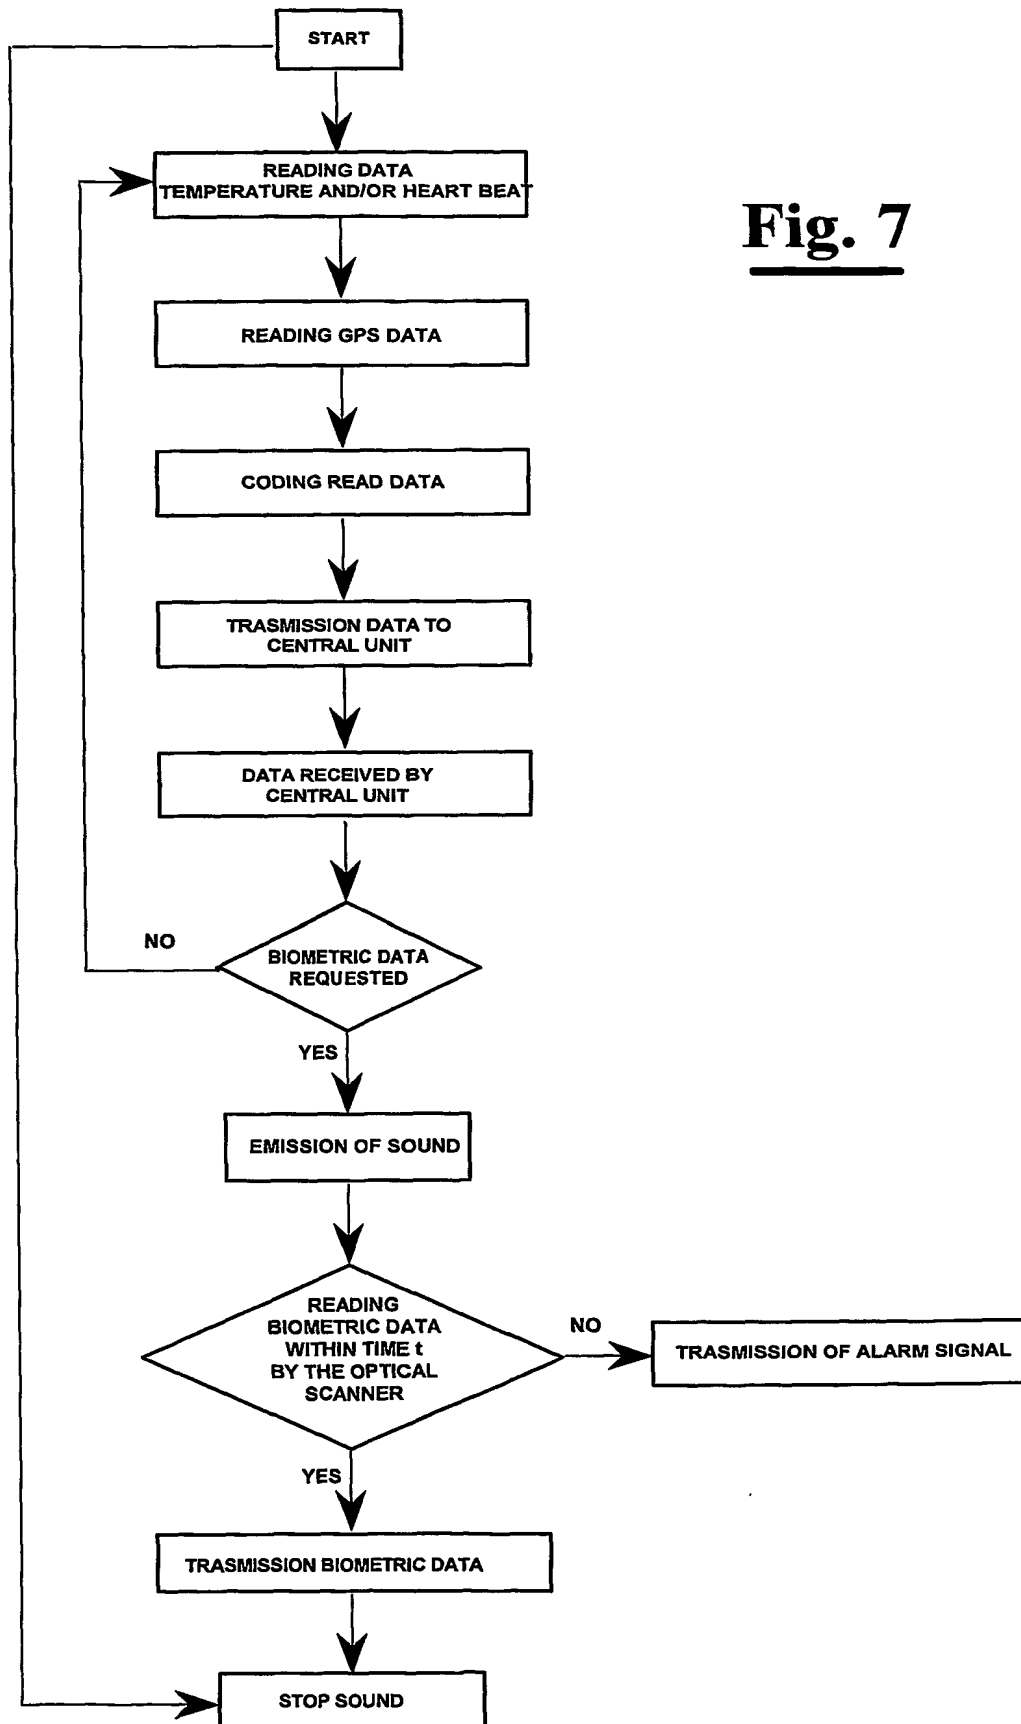 START
READING DATA
TEMPERATURE AND/OR HEART BEAT
Fig. 7
READING GPS DATA
CODING READ DATA
TRASMISSION DATA TO
CENTRAL UNIT
DATA RECEIVED BY
CENTRAL UNIT
NO
BIOMETRIC DATA
REQUESTED
YES
EMISSION OF SOUND
READING
BIOMETRIC DATA
WITHIN TIME t
BY THE OPTICAL
SCANNER
NO
TRASMISSION OF ALARM SIGNAL
YES
TRASMISSION BIOMETRIC DATA
STOP SOUND